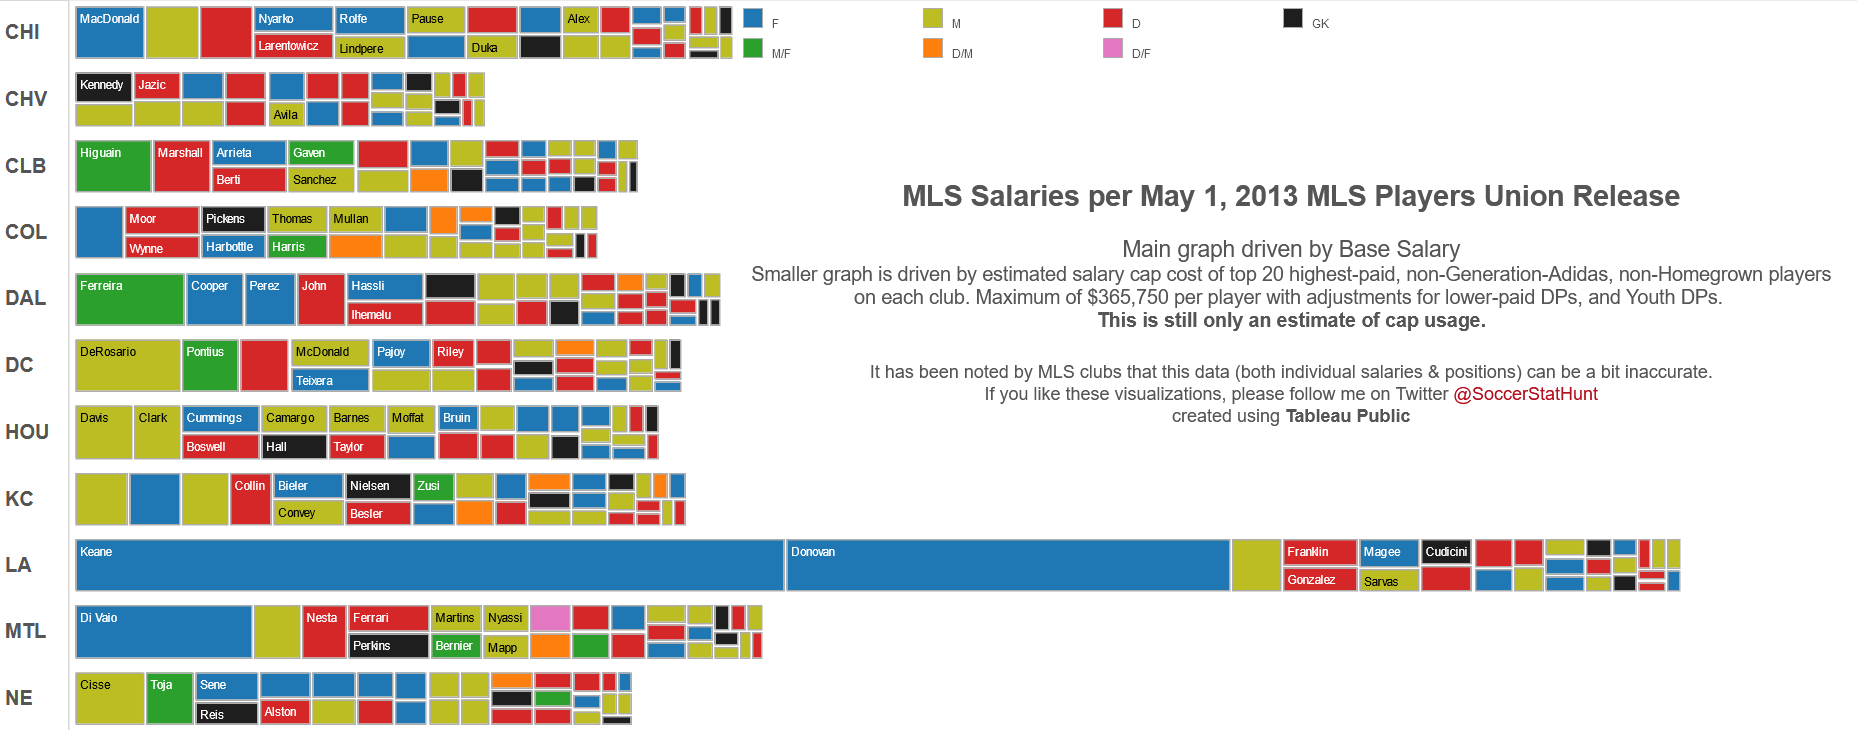 CHI
MacDonald Nyarko Rolfe Pause Alex
Larentowicz Lindpere Duka
F M D GK
M/F D/M D/F
CHV
Kennedy Jazic
Avila
CLB
Higuain Marshall Arrieta Gaven
Berti Sanchez
COL
Moor Pickens Thomas Mullan
Wynne Harbottle Harris
DAL
Ferreira Cooper Perez John Hassli
Ihemelu
DC
DeRosario Pontius McDonald Pajoy Riley
Teixera
HOU
Davis Clark Cummings Camargo Barnes Moffat Bruin
Boswell Hall Taylor
KC
Collin Bieler Nielsen Zusi
Convey Besler
LA
Keane Donovan Franklin Magee Cudicini
Gonzalez Sarvas
MTL
Di Vaio Nesta Ferrari Martins Nyassi
Perkins Bernier Mapp
NE
Cisse Toja Sene
Reis Alston
MLS Salaries per May 1, 2013 MLS Players Union Release
Main graph driven by Base Salary
Smaller graph is driven by estimated salary cap cost of top 20 highest-paid, non-Generation-Adidas, non-Homegrown players
on each club. Maximum of $365,750 per player with adjustments for lower-paid DPs, and Youth DPs.
This is still only an estimate of cap usage.
It has been noted by MLS clubs that this data (both individual salaries & positions) can be a bit inaccurate.
If you like these visualizations, please follow me on Twitter @SoccerStatHunt
created using Tableau Public